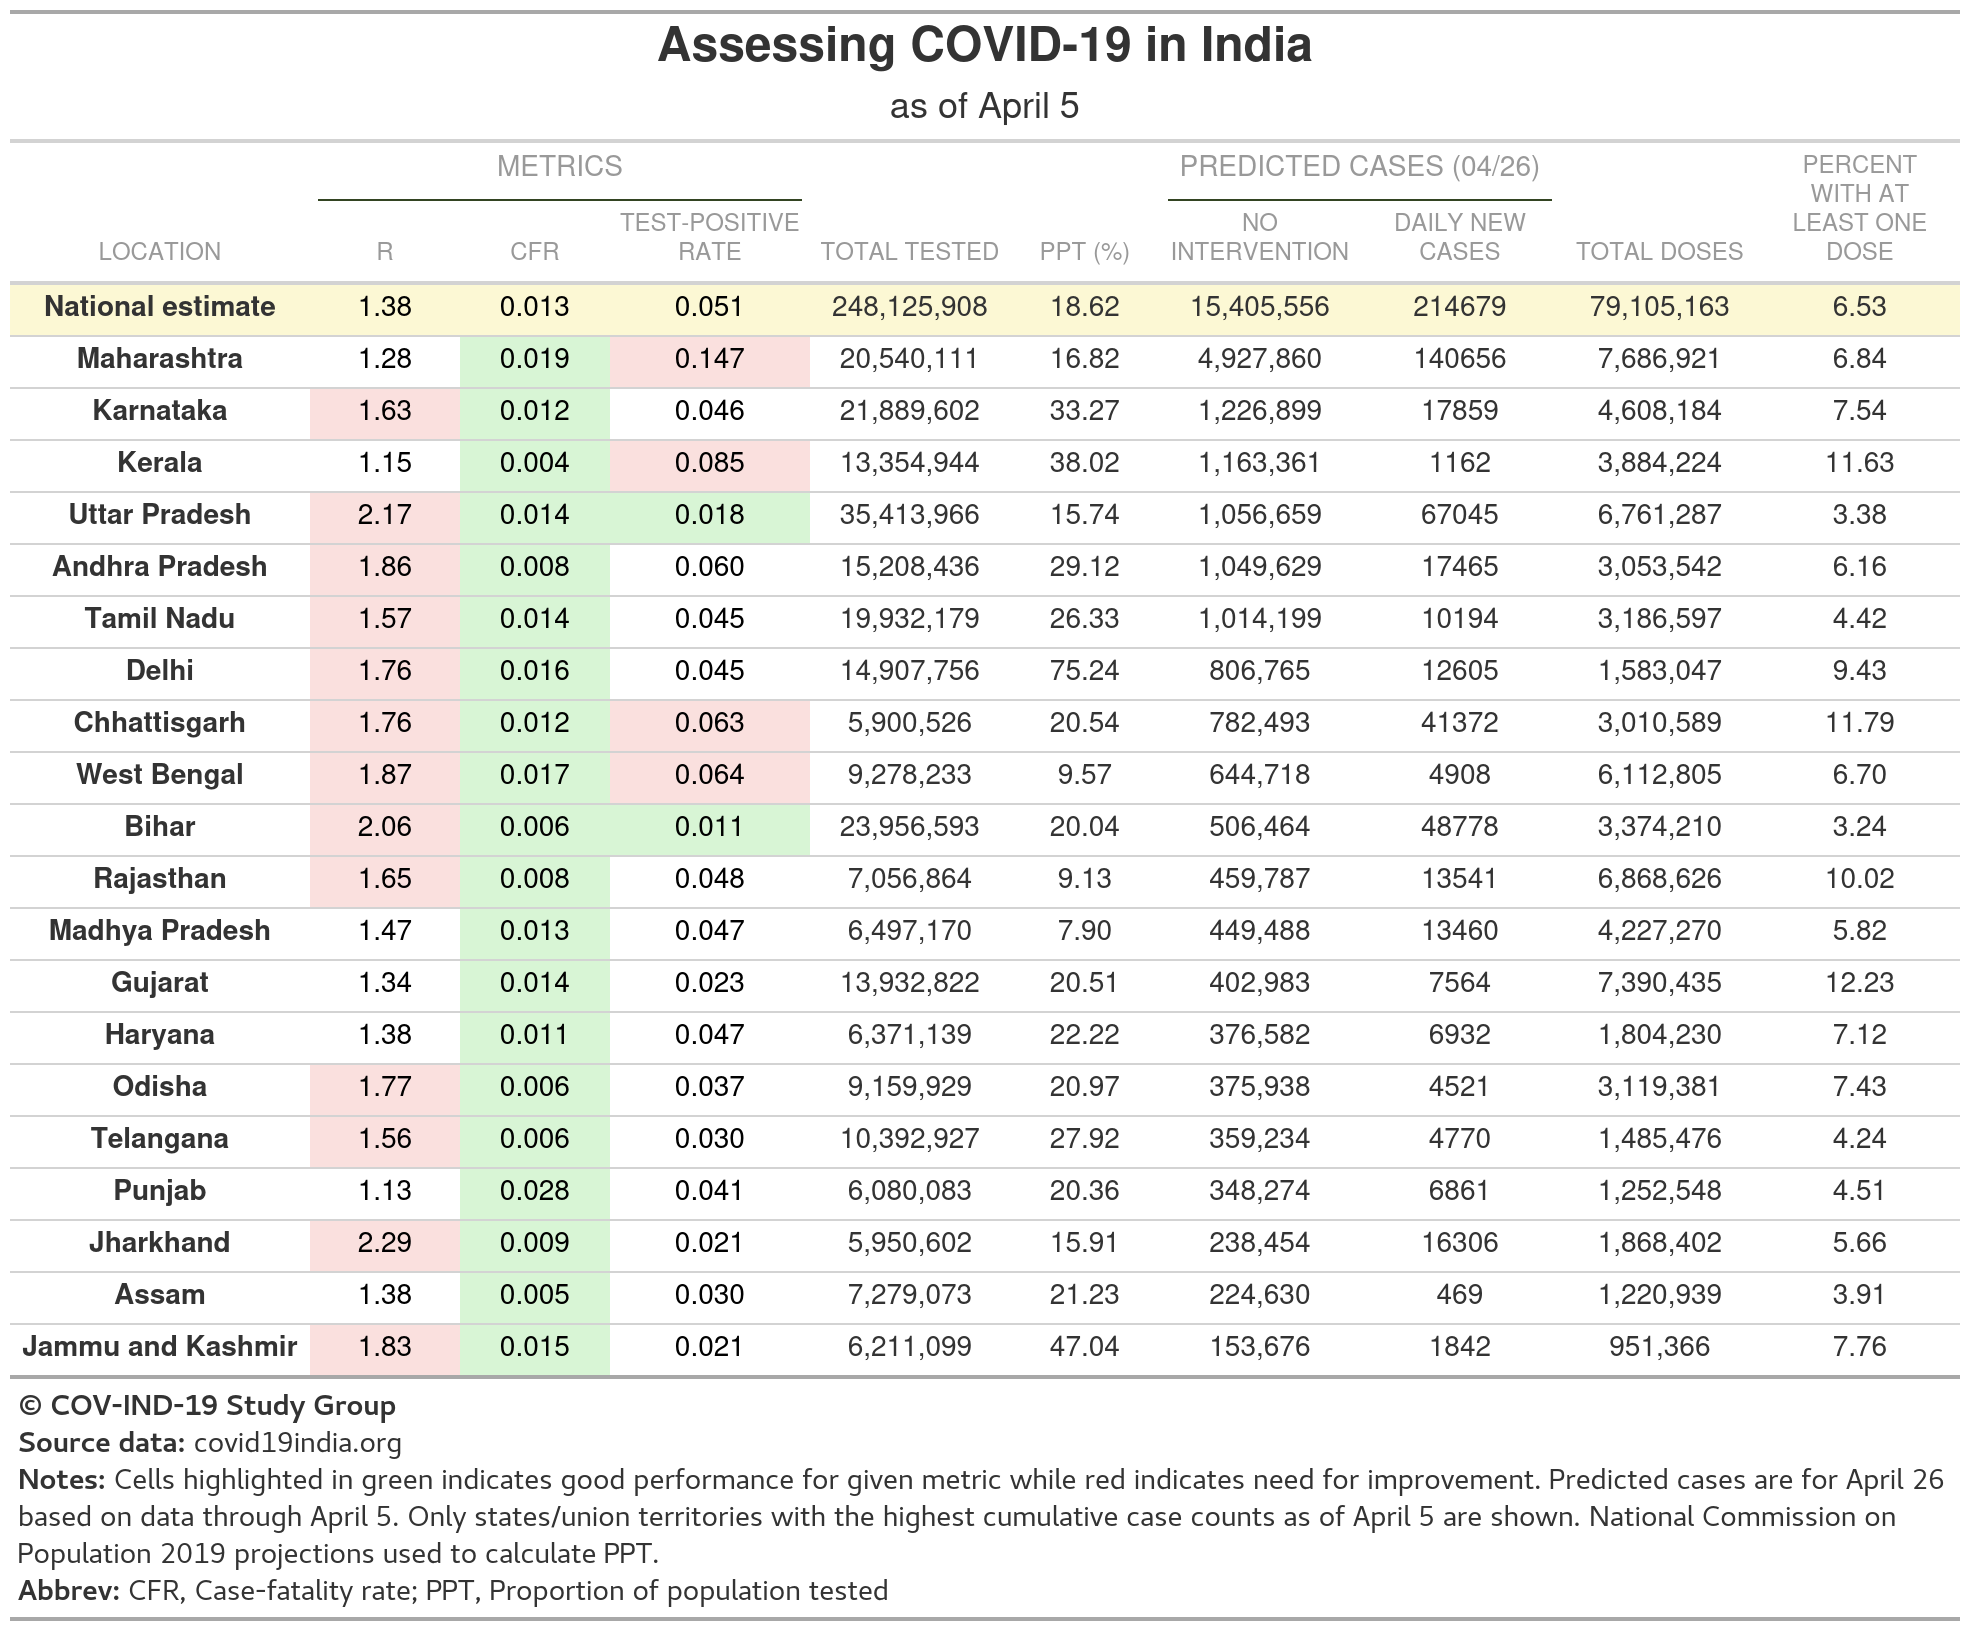 Assessing COVID-19 in India
as of April 5
METRICS PREDICTED CASES (04/26) PERCENT WITH AT LEAST ONE DOSE
LOCATION R CFR TEST-POSITIVE RATE TOTAL TESTED PPT (%) NO INTERVENTION DAILY NEW CASES TOTAL DOSES
National estimate 1.38 0.013 0.051 248,125,908 18.62 15,405,556 214679 79,105,163 6.53
Maharashtra 1.28 0.019 0.147 20,540,111 16.82 4,927,860 140656 7,686,921 6.84
Karnataka 1.63 0.012 0.046 21,889,602 33.27 1,226,899 17859 4,608,184 7.54
Kerala 1.15 0.004 0.085 13,354,944 38.02 1,163,361 1162 3,884,224 11.63
Uttar Pradesh 2.17 0.014 0.018 35,413,966 15.74 1,056,659 67045 6,761,287 3.38
Andhra Pradesh 1.86 0.008 0.060 15,208,436 29.12 1,049,629 17465 3,053,542 6.16
Tamil Nadu 1.57 0.014 0.045 19,932,179 26.33 1,014,199 10194 3,186,597 4.42
Delhi 1.76 0.016 0.045 14,907,756 75.24 806,765 12605 1,583,047 9.43
Chhattisgarh 1.76 0.012 0.063 5,900,526 20.54 782,493 41372 3,010,589 11.79
West Bengal 1.87 0.017 0.064 9,278,233 9.57 644,718 4908 6,112,805 6.70
Bihar 2.06 0.006 0.011 23,956,593 20.04 506,464 48778 3,374,210 3.24
Rajasthan 1.65 0.008 0.048 7,056,864 9.13 459,787 13541 6,868,626 10.02
Madhya Pradesh 1.47 0.013 0.047 6,497,170 7.90 449,488 13460 4,227,270 5.82
Gujarat 1.34 0.014 0.023 13,932,822 20.51 402,983 7564 7,390,435 12.23
Haryana 1.38 0.011 0.047 6,371,139 22.22 376,582 6932 1,804,230 7.12
Odisha 1.77 0.006 0.037 9,159,929 20.97 375,938 4521 3,119,381 7.43
Telangana 1.56 0.006 0.030 10,392,927 27.92 359,234 4770 1,485,476 4.24
Punjab 1.13 0.028 0.041 6,080,083 20.36 348,274 6861 1,252,548 4.51
Jharkhand 2.29 0.009 0.021 5,950,602 15.91 238,454 16306 1,868,402 5.66
Assam 1.38 0.005 0.030 7,279,073 21.23 224,630 469 1,220,939 3.91
Jammu and Kashmir 1.83 0.015 0.021 6,211,099 47.04 153,676 1842 951,366 7.76
© COV-IND-19 Study Group
Source data: covid19india.org
Notes: Cells highlighted in green indicates good performance for given metric while red indicates need for improvement. Predicted cases are for April 26
based on data through April 5. Only states/union territories with the highest cumulative case counts as of April 5 are shown. National Commission on
Population 2019 projections used to calculate PPT.
Abbrev: CFR, Case-fatality rate; PPT, Proportion of population tested